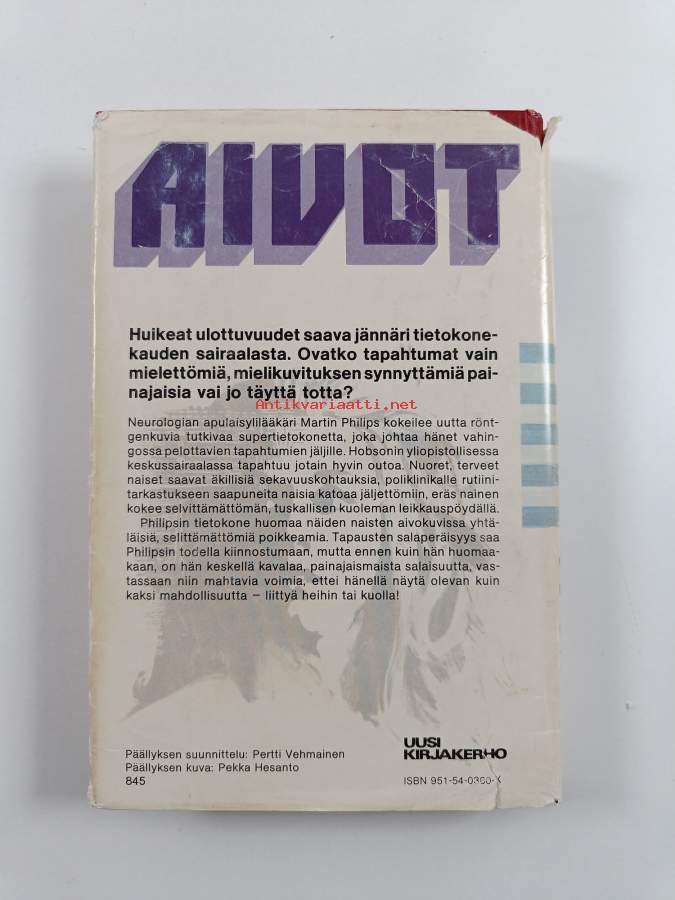 AIVOT
Huikeat ulottuvuudet saava jännäri tietokone-
kauden sairaalasta. Ovatko tapahtumat vain
mielettömiä, mielikuvituksen synnyttämiä pai-
najaisia vai jo täyttä totta?
Antikvariaatti.net
Neurologian apulaisylilääkäri Martin Philips kokeilee uutta rönt-
genkuvia tutkivaa supertietokonetta, joka johtaa hänet vahin-
gossa pelottavien tapahtumien jäljille. Hobsonin yliopistollisessa
keskussairaalassa tapahtuu jotain hyvin outoa. Nuoret, terveet
naiset saavat äkillisiä sekavuuskohtauksia, poliklinikalle rutiini-
tarkastukseen saapuneita naisia katoaa jäljettömiin, eräs nainen
kokee selvittämättömän, tuskallisen kuoleman leikkauspöydällä.
Philipsin tietokone huomaa näiden naisten aivokuvissa yhtä-
läisiä, selittämättömiä poikkeamia. Tapausten salaperäisyys saa
Philipsin todella kiinnostumaan, mutta ennen kuin hän huomaa-
kaan, on hän keskellä kavalaa, painajaismaista salaisuutta, vas-
tassaan niin mahtavia voimia, ettei hänellä näytä olevan kuin
kaksi mahdollisuutta – liittyä heihin tai kuolla!
Päällyksen suunnittelu: Pertti Vehmainen
Päällyksen kuva: Pekka Hesanto
845
UUSI
KIRJAKERHO
ISBN 951-54-0300-X